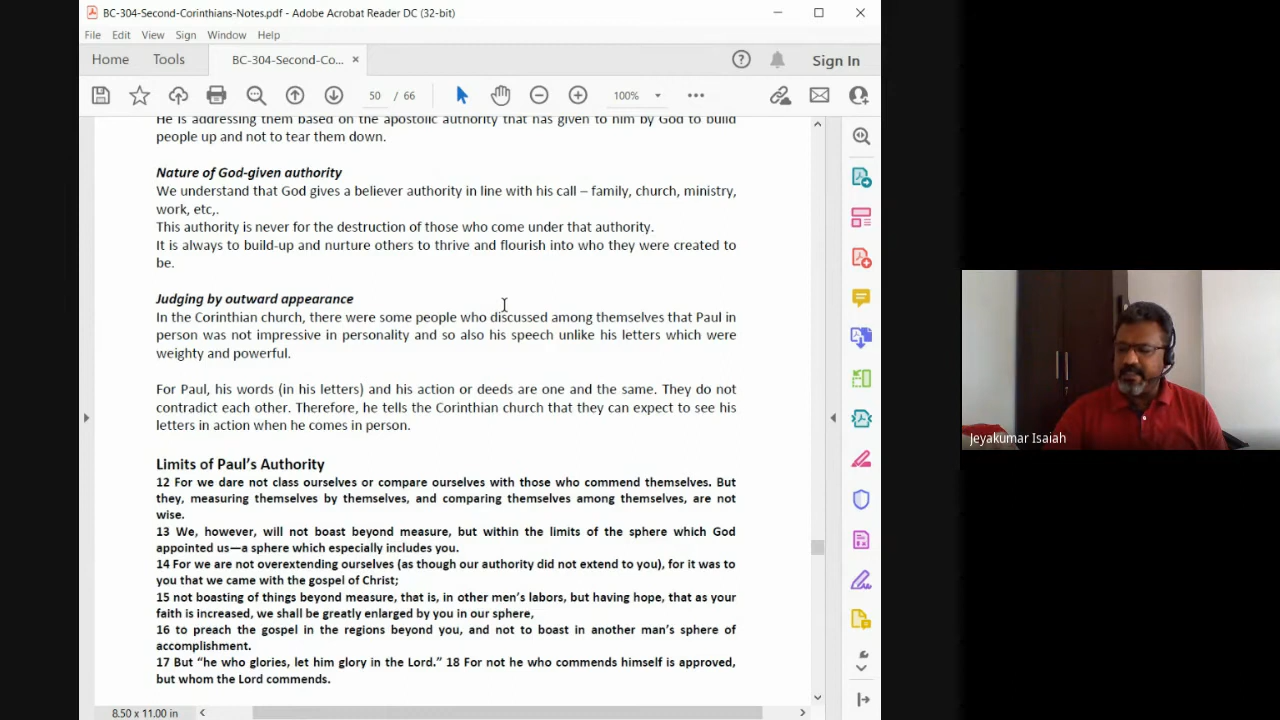 BC-304-Second-Corinthians-Notes.pdf - Adobe Acrobat Reader DC (32-bit)
File Edit View Sign Window Help
Home Tools BC-304-Second-Co... × Sign In
50 / 66 100%
He is addressing them based on the apostolic authority that has given to him by God to build
people up and not to tear them down.
Nature of God-given authority
We understand that God gives a believer authority in line with his call – family, church, ministry,
work, etc,.
This authority is never for the destruction of those who come under that authority.
It is always to build-up and nurture others to thrive and flourish into who they were created to
be.
Judging by outward appearance
In the Corinthian church, there were some people who discussed among themselves that Paul in
person was not impressive in personality and so also his speech unlike his letters which were
weighty and powerful.
For Paul, his words (in his letters) and his action or deeds are one and the same. They do not
contradict each other. Therefore, he tells the Corinthian church that they can expect to see his
letters in action when he comes in person.
Limits of Paul's Authority
12 For we dare not class ourselves or compare ourselves with those who commend themselves. But
they, measuring themselves by themselves, and comparing themselves among themselves, are not
wise.
13 We, however, will not boast beyond measure, but within the limits of the sphere which God
appointed us—a sphere which especially includes you.
14 For we are not overextending ourselves (as though our authority did not extend to you), for it was to
you that we came with the gospel of Christ;
15 not boasting of things beyond measure, that is, in other men's labors, but having hope, that as your
faith is increased, we shall be greatly enlarged by you in our sphere,
16 to preach the gospel in the regions beyond you, and not to boast in another man's sphere of
accomplishment.
17 But "he who glories, let him glory in the Lord." 18 For not he who commends himself is approved,
but whom the Lord commends.
8.50 x 11.00 in
Jeyakumar Isaiah